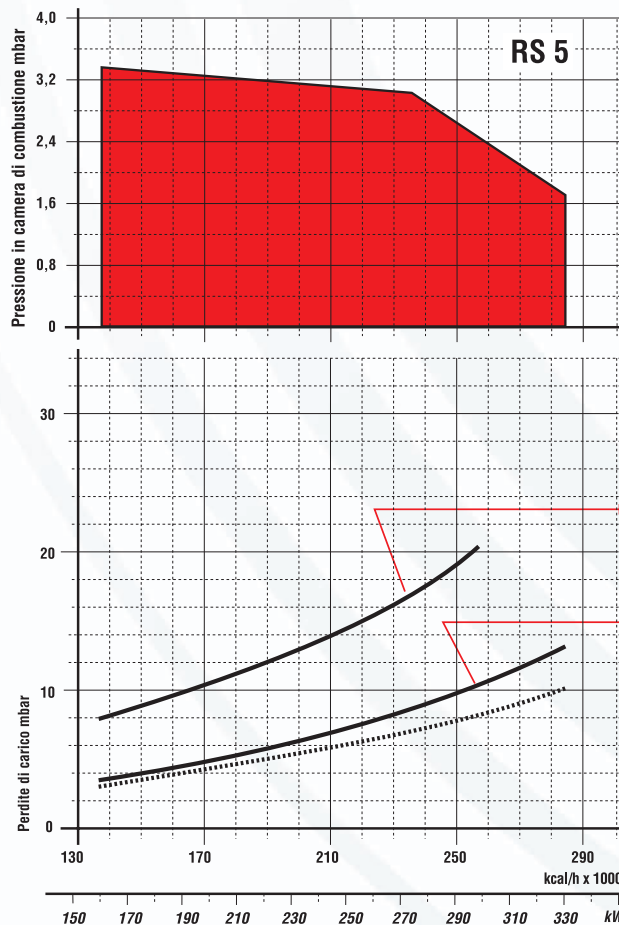 4,0
RS 5
3,2
2,4
1,6
0,8
0
Pressione in camera di combustione mbar
30
20
10
0
Perdite di carico mbar
130 170 210 250 290
kcal/h x 1000
150 170 190 210 230 250 270 290 310 330